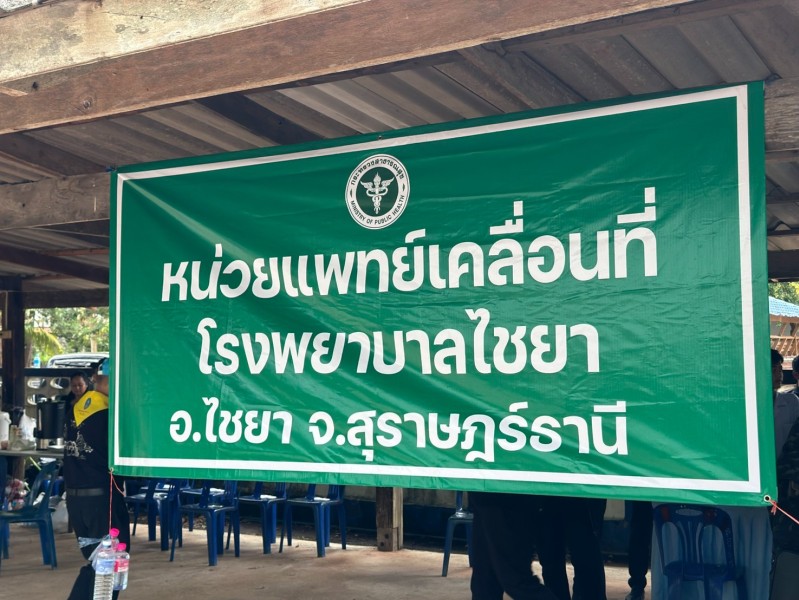 กระทรวงสาธารณสุข
MINISTRY OF PUBLIC HEALTH
หน่วยแพทย์เคลื่อนที่
โรงพยาบาลไชยา
อ.ไชยา จ.สุราษฎร์ธานี